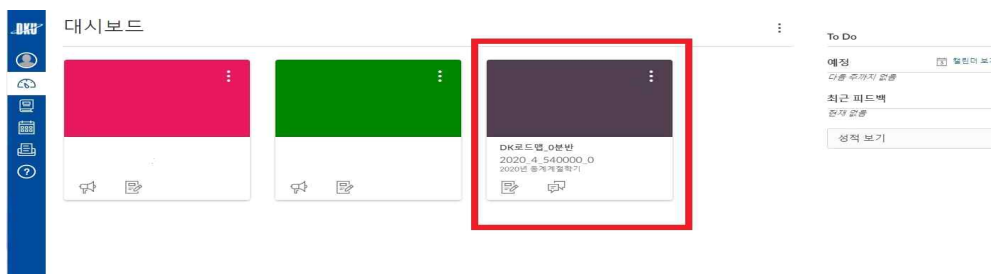 DKU
대시보드
DK로드맵_0분반
2020_4_540000_0
2020년 동계계절학기
To Do
예정
캘린더 보기
다음 주까지 없음
최근 피드백
현재 없음
성적 보기